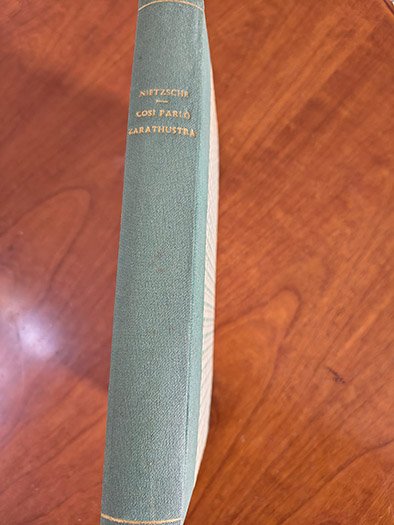 NIETZSCHE
COSÌ PARLÒ
ZARATHUSTRA